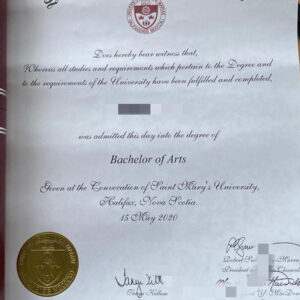 Does hereby bear witness that,
Whereas all studies and requirements which pertain to the Degree and
to the requirements of the University have been fulfilled and completed,
was admitted this day into the degree of
Bachelor of Arts
Given at the Convocation of Saint Mary's University,
Halifax, Nova Scotia.
15 May 2020
Robert
President